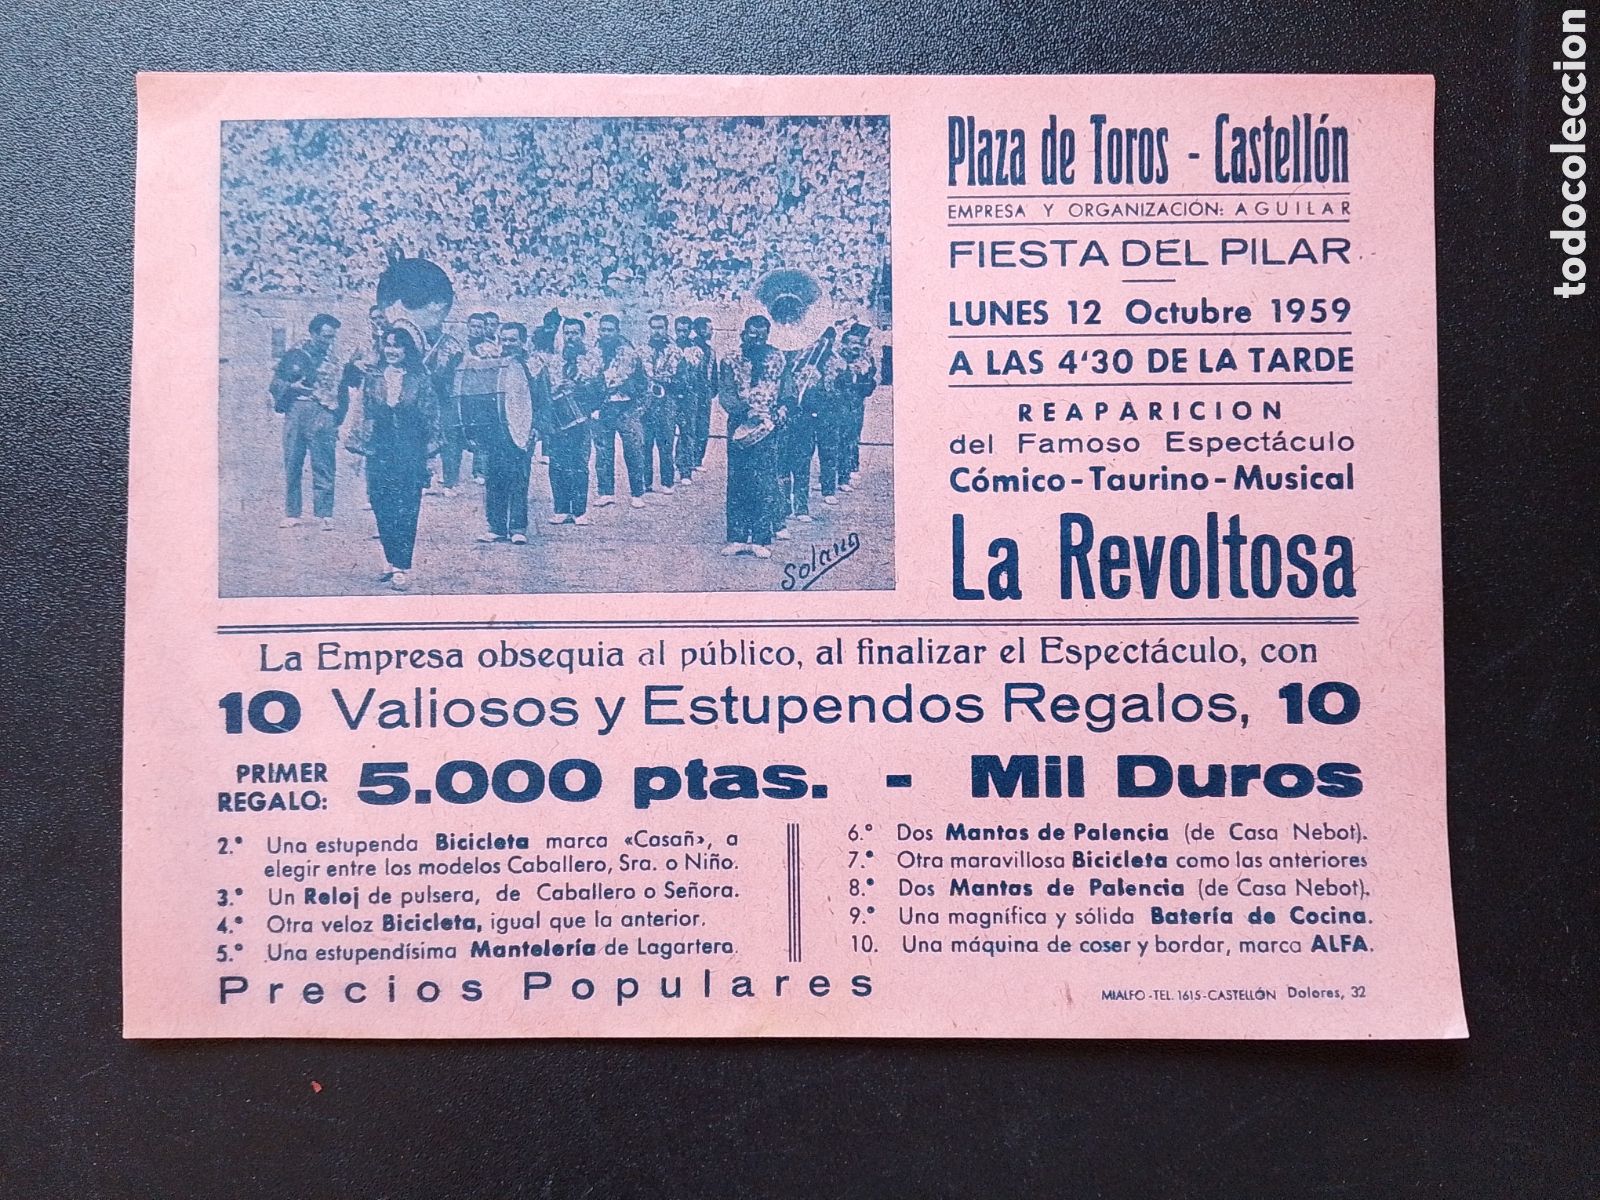 Plaza de Toros - Castellón
EMPRESA Y ORGANIZACIÓN: AGUILAR
FIESTA DEL PILAR
LUNES 12 Octubre 1959
A LAS 4'30 DE LA TARDE
REAPARICION
del Famoso Espectáculo
Cómico-Taurino-Musical
La Revoltosa
Solano
La Empresa obsequia al público, al finalizar el Espectáculo, con
10 Valiosos y Estupendos Regalos, 10
PRIMER
REGALO: 5.000 ptas. - Mil Duros
2.º Una estupenda Bicicleta marca «Casañ», a
elegir entre los modelos Caballero, Sra. o Niño.
3.º Un Reloj de pulsera, de Caballero o Señora.
4.º Otra veloz Bicicleta, igual que la anterior.
5.º Una estupendísima Mantelería de Lagartera.
6.º Dos Mantas de Palencia (de Casa Nebot).
7.º Otra maravillosa Bicicleta como las anteriores
8.º Dos Mantas de Palencia (de Casa Nebot).
9.º Una magnífica y sólida Batería de Cocina.
10. Una máquina de coser y bordar, marca ALFA.
Precios Populares
MIALFO-TEL. 1615-CASTELLÓN Dolores, 32
todocoleccion